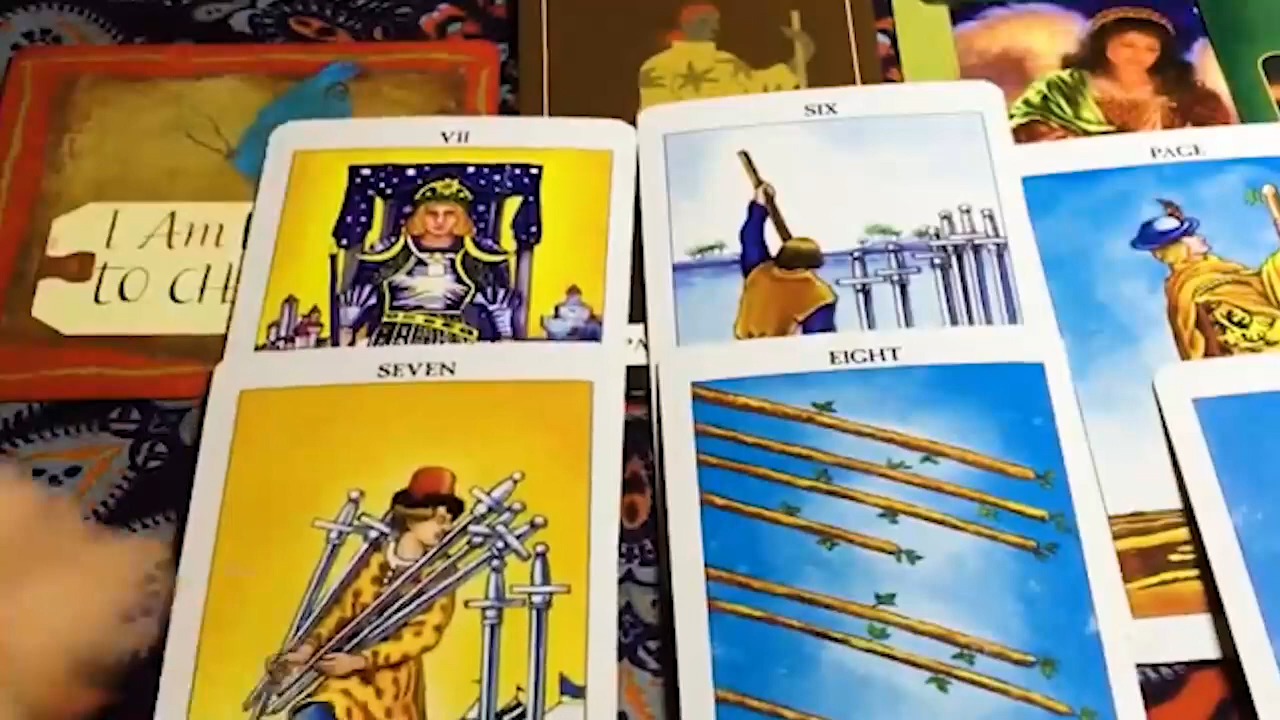 I Am
to CH
VII
SIX
PAGE
SEVEN
EIGHT